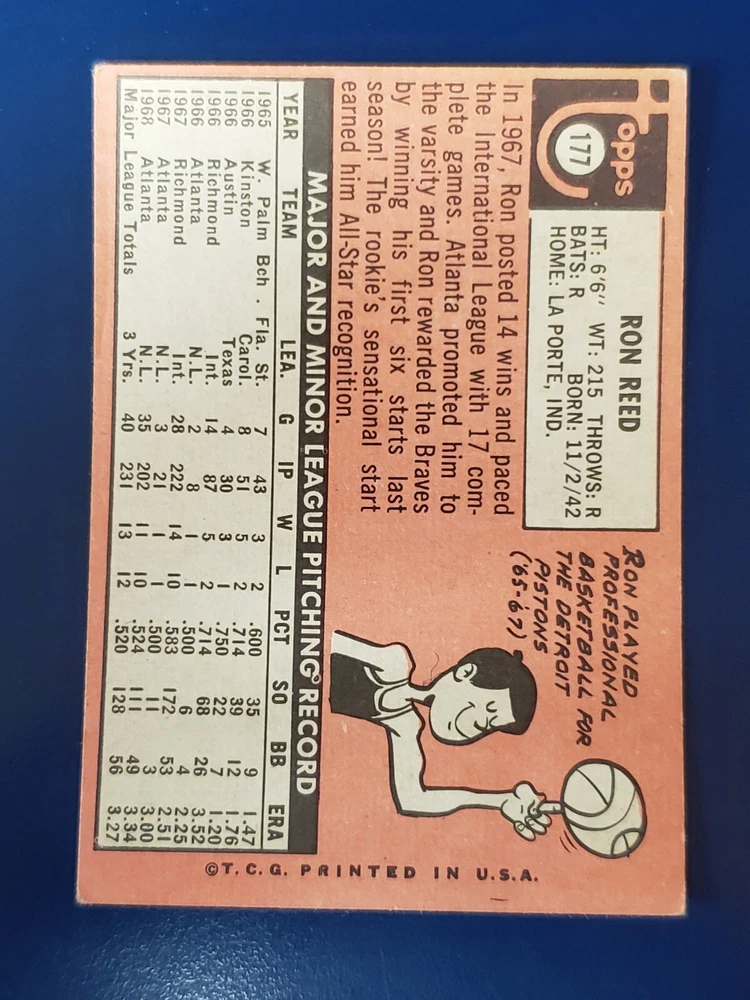 Topps
177
RON REED
HT: 6'6" WT: 215 THROWS: R
BATS: R BORN: 11/2/42
HOME: LA PORTE, IND.
RON PLAYED
PROFESSIONAL
BASKETBALL FOR
THE DETROIT
PISTONS
('65-'67)
In 1967, Ron posted 14 wins and paced
the International League with 17 com-
plete games. Atlanta promoted him to
the varsity and Ron rewarded the Braves
by winning his first six starts last
season! The rookie's sensational start
earned him All-Star recognition.
MAJOR AND MINOR LEAGUE PITCHING RECORD
YEAR TEAM LEA. G IP W L PCT SO BB ERA
1965 W. Palm Bch. Fla. St. 7 43 3 2 .600 35 9 1.47
1966 Kinston Carol. 8 51 5 2 .714 39 12 1.76
1966 Austin Texas 4 30 3 1 .750 22 7 1.20
1966 Richmond Int. 14 87 5 2 .714 68 26 3.52
1966 Atlanta N.L. 2 8 1 1 .500 6 4 2.25
1967 Richmond Int. 28 222 14 10 .583 172 53 2.51
1967 Atlanta N.L. 3 21 1 1 .500 11 3 3.00
1968 Atlanta N.L. 35 202 11 10 .524 111 49 3.34
Major League Totals 3 Yrs. 40 231 13 12 .520 128 56 3.27
©T.C.G. PRINTED IN U.S.A.